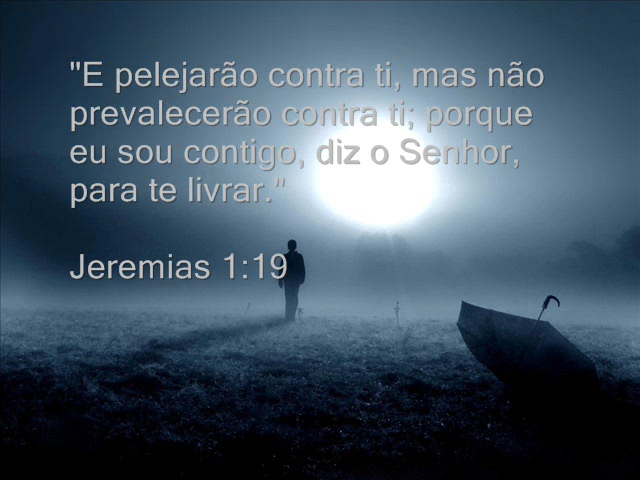 "E pelejarão contra ti, mas não
prevalecerão contra ti; porque
eu sou contigo, diz o Senhor,
para te livrar."
Jeremias 1:19